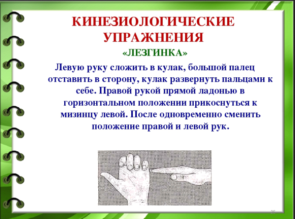 КИНЕЗИОЛОГИЧЕСКИЕ
УПРАЖНЕНИЯ
«ЛЕЗГИНКА»
Левую руку сложить в кулак, большой палец
отставить в сторону, кулак развернуть пальцами к
себе. Правой рукой прямой ладонью в
горизонтальном положении прикоснуться к
мизинцу левой. После одновременно сменить
положение правой и левой рук.